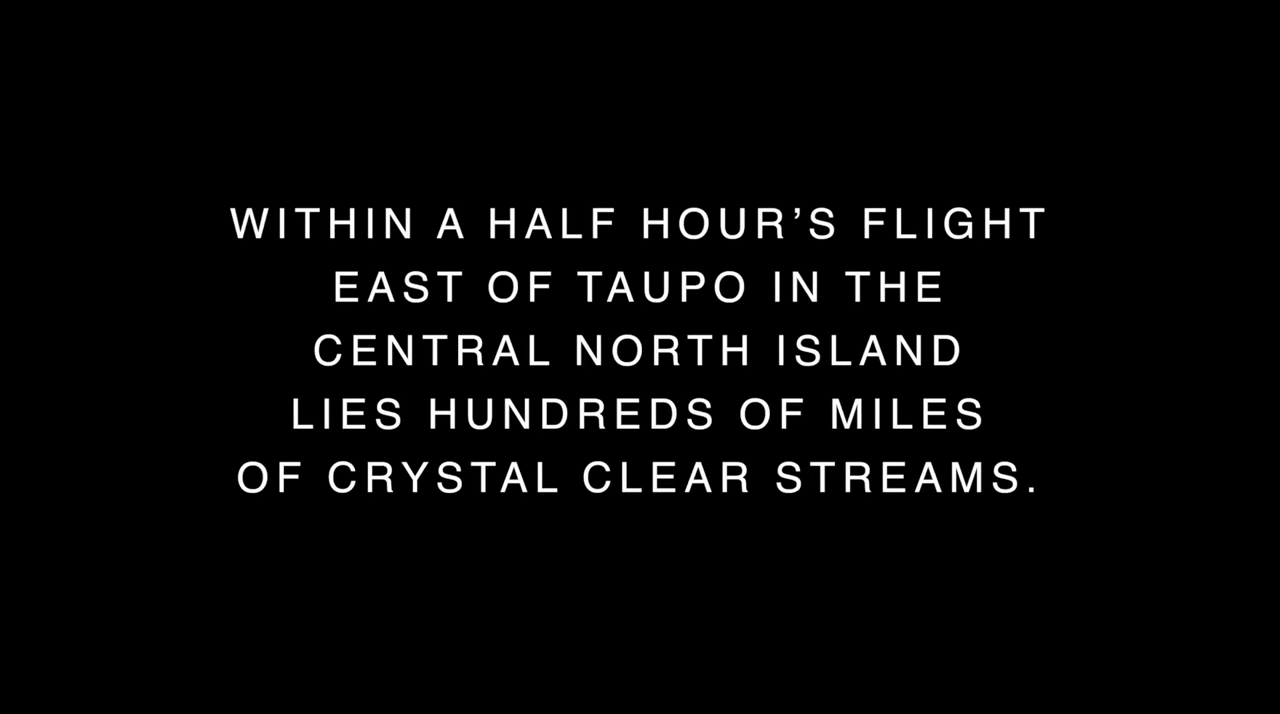 WITHIN A HALF HOUR’S FLIGHT
EAST OF TAUPO IN THE
CENTRAL NORTH ISLAND
LIES HUNDREDS OF MILES
OF CRYSTAL CLEAR STREAMS.